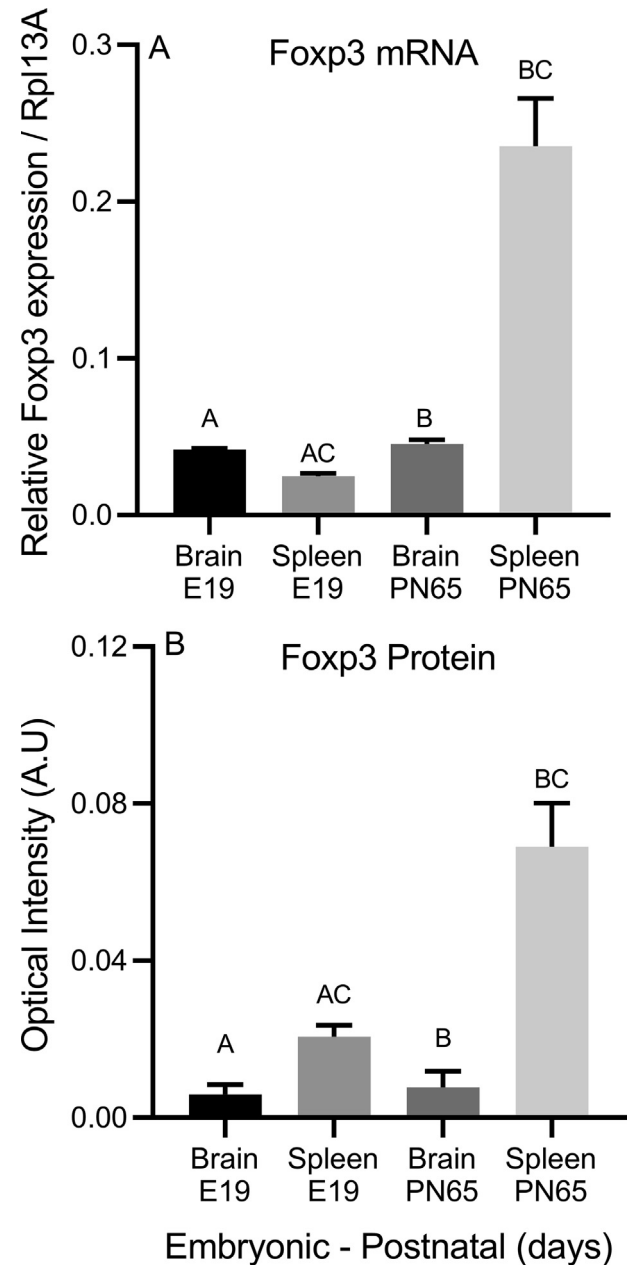 A
Foxp3 mRNA
Relative Foxp3 expression / Rpl13A
0.3
0.2
0.1
0.0
A
AC
B
BC
Brain Spleen Brain Spleen
E19 E19 PN65 PN65
B
Foxp3 Protein
Optical Intensity (A.U)
0.12
0.08
0.04
0.00
A
AC
B
BC
Brain Spleen Brain Spleen
E19 E19 PN65 PN65
Embryonic - Postnatal (days)